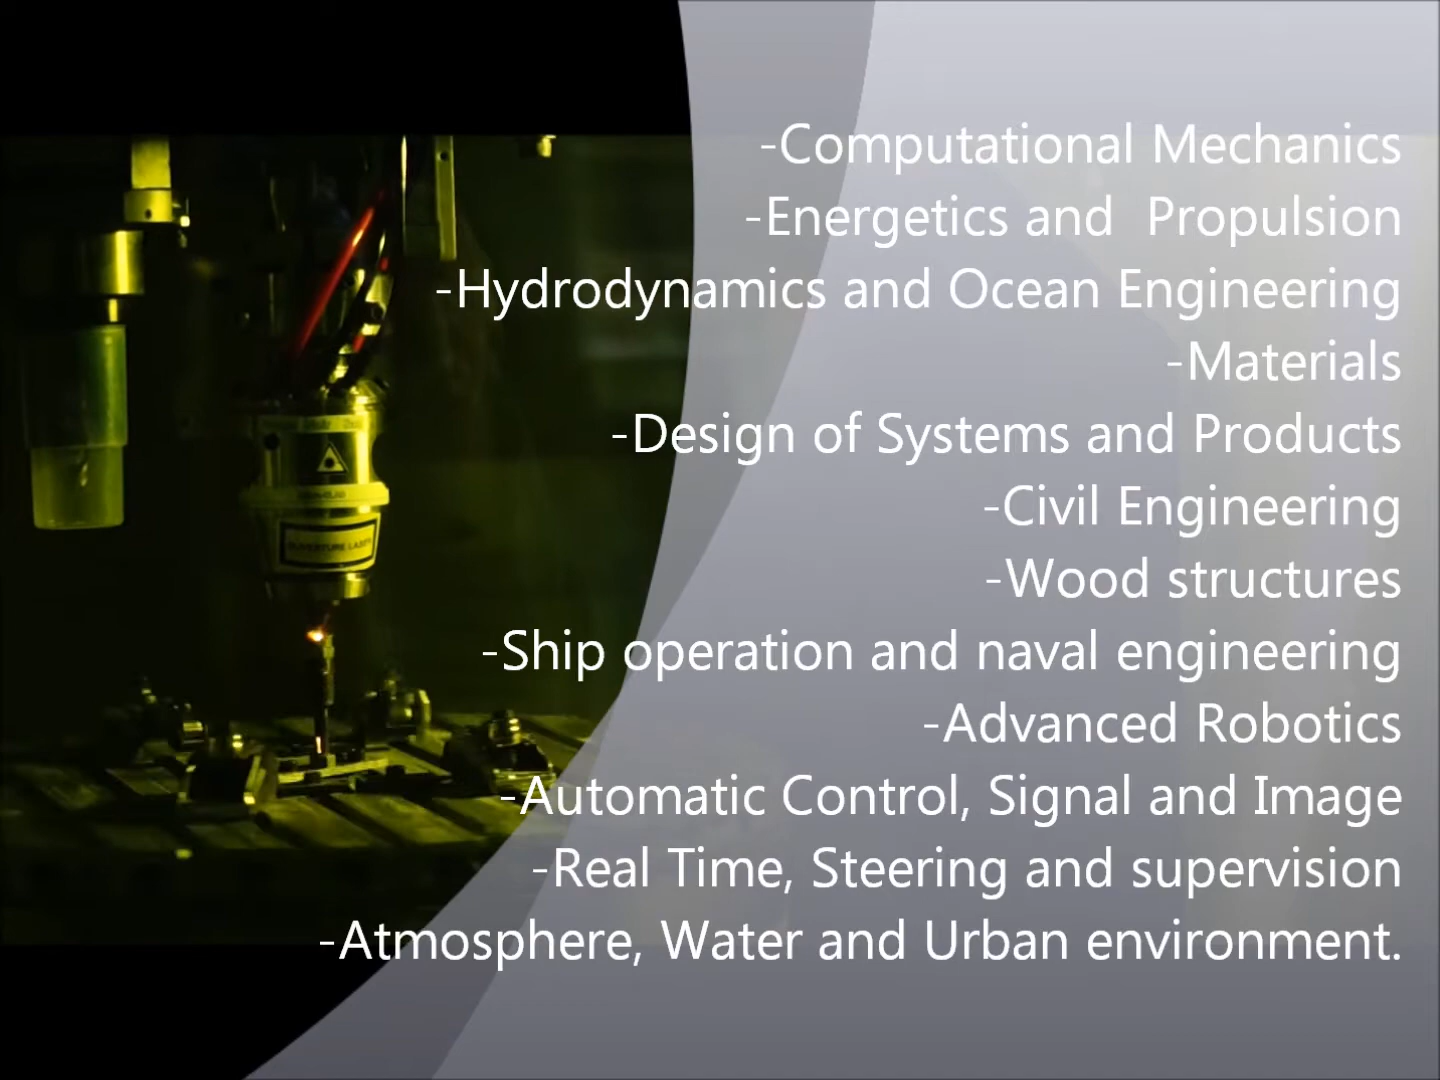 -Computational Mechanics
-Energetics and  Propulsion
-Hydrodynamics and Ocean Engineering
-Materials
-Design of Systems and Products
-Civil Engineering
-Wood structures
-Ship operation and naval engineering
-Advanced Robotics
-Automatic Control, Signal and Image
-Real Time, Steering and supervision
-Atmosphere, Water and Urban environment.
OUVERTURE LASER